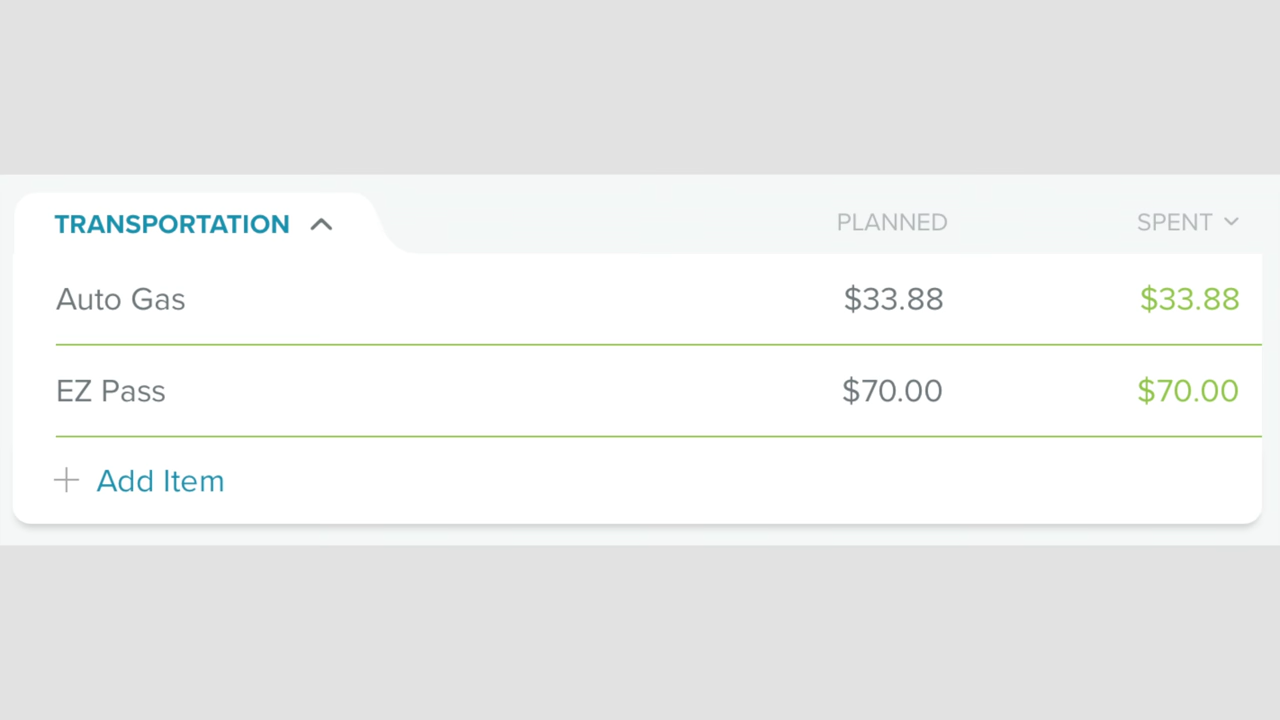 TRANSPORTATION PLANNED SPENT
Auto Gas $33.88 $33.88
EZ Pass $70.00 $70.00
Add Item